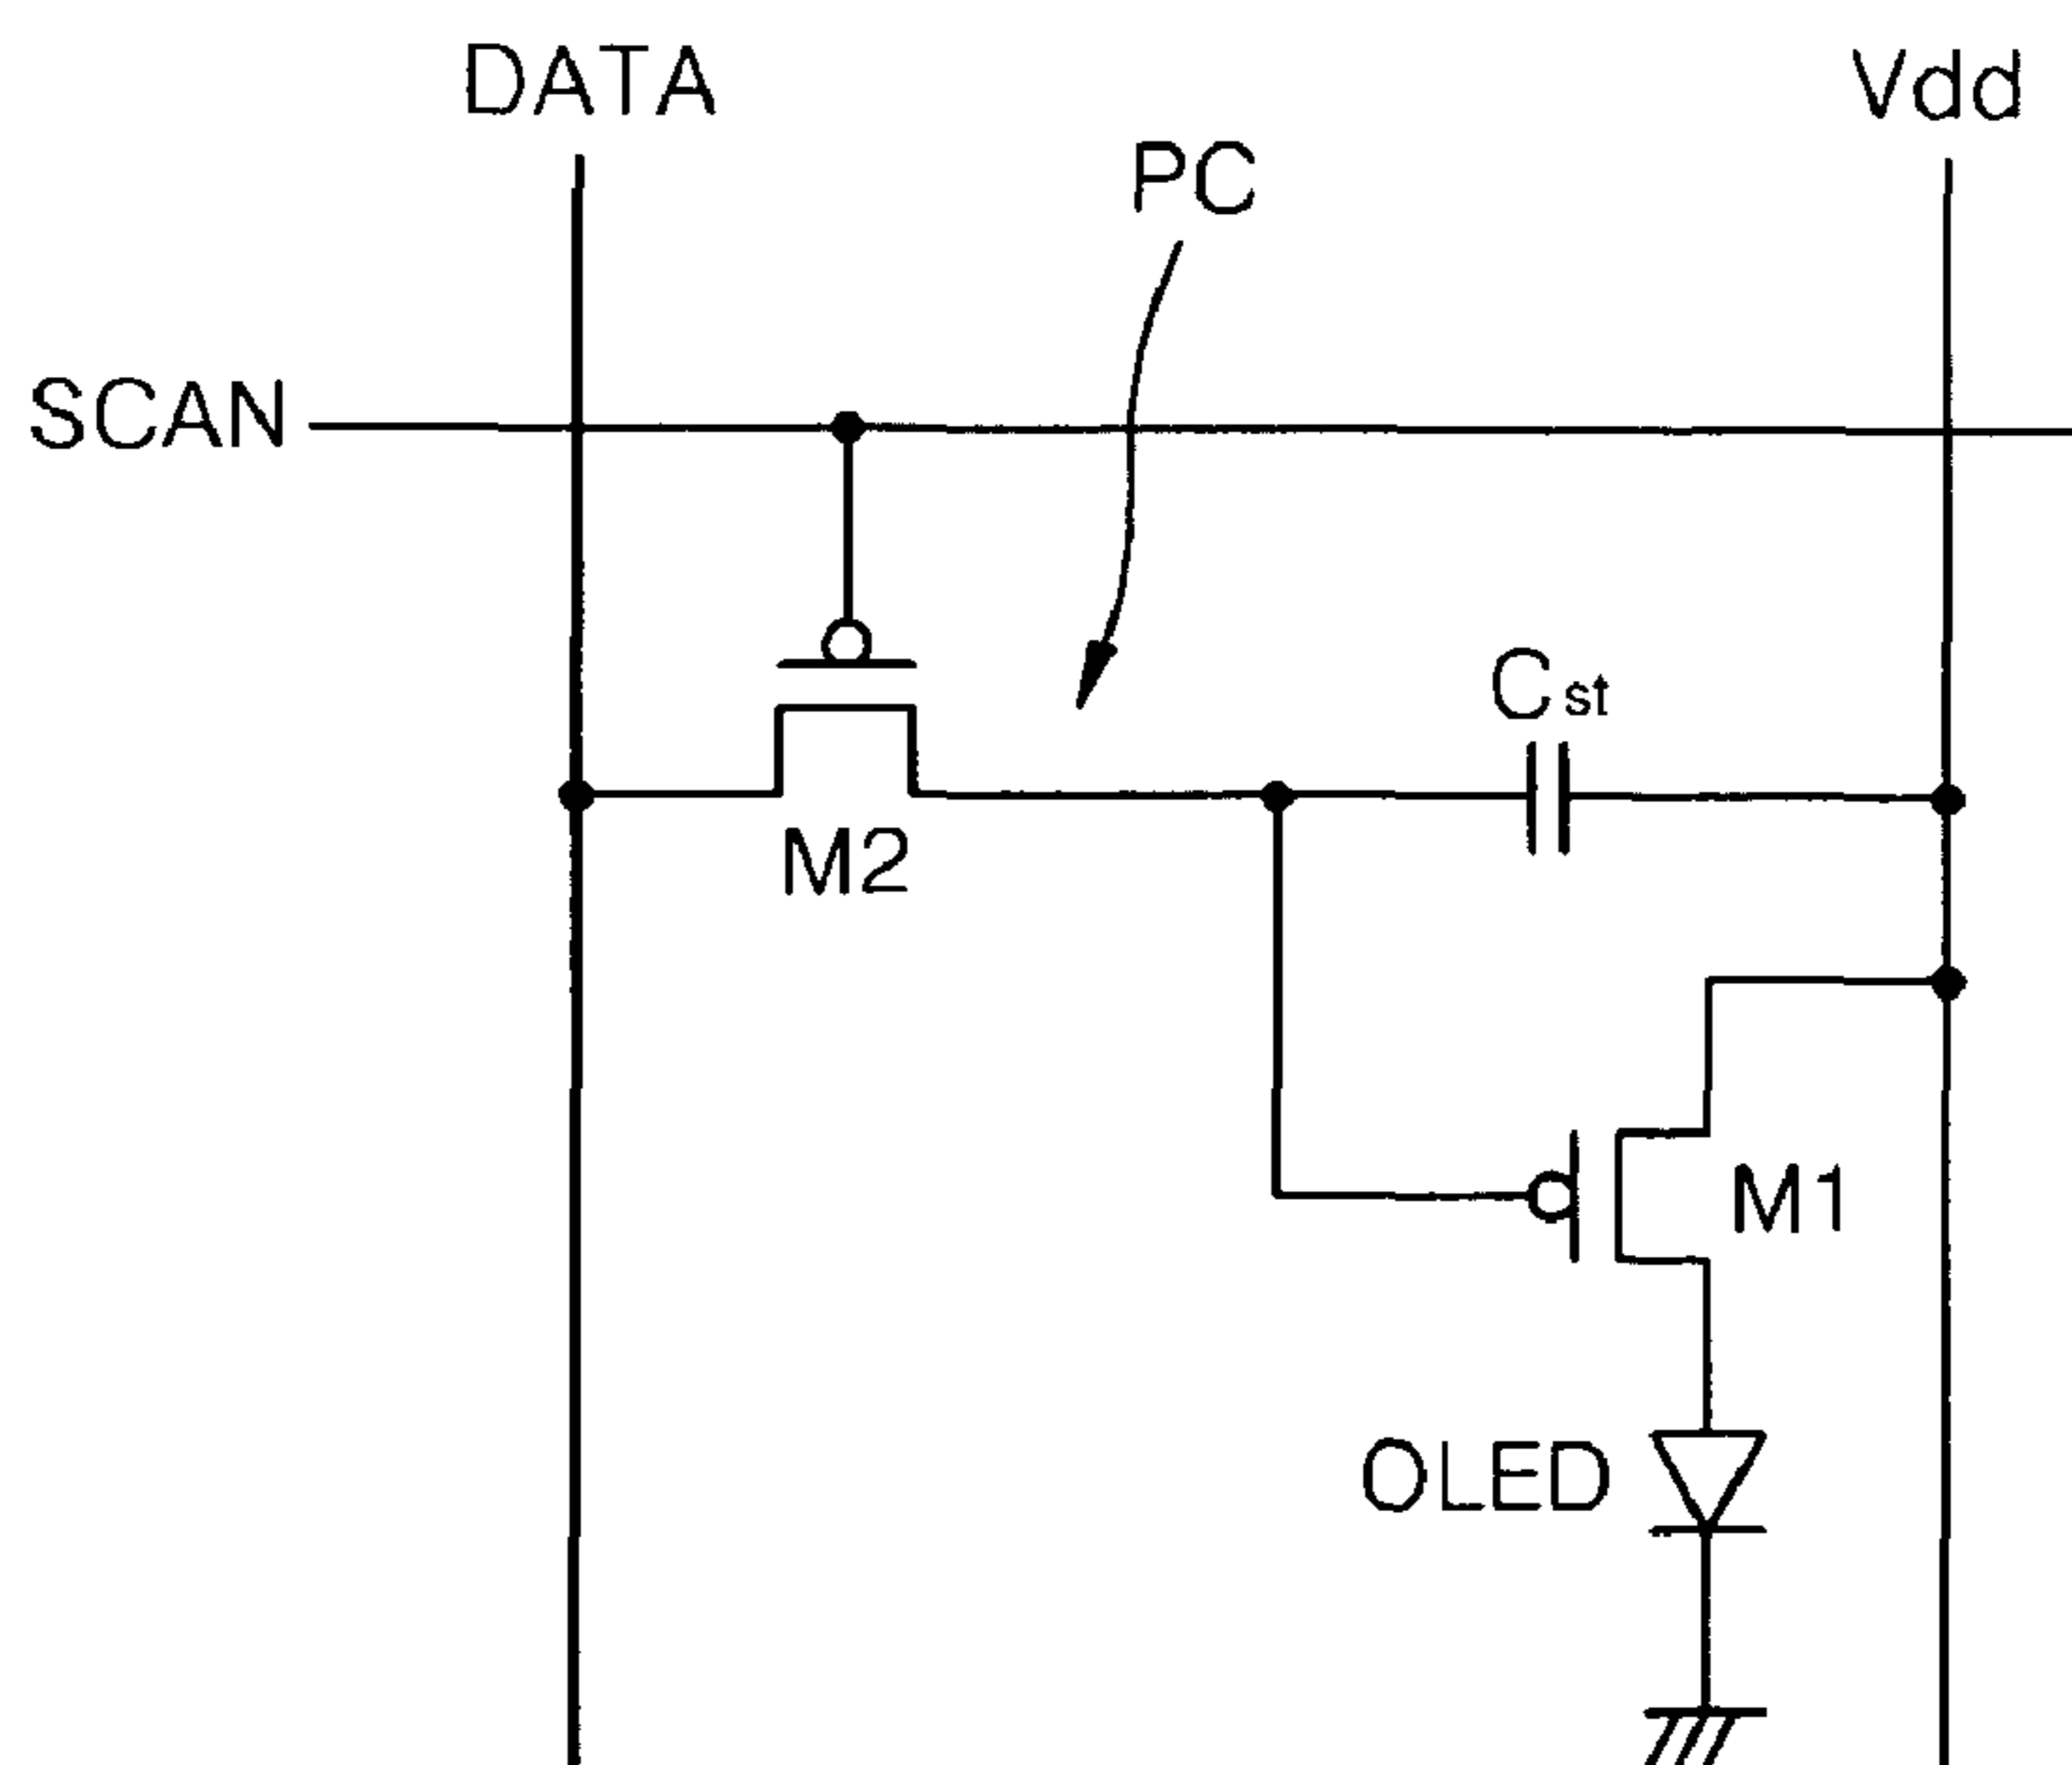 DATA
Vdd
PC
SCAN
Cst
M2
M1
OLED